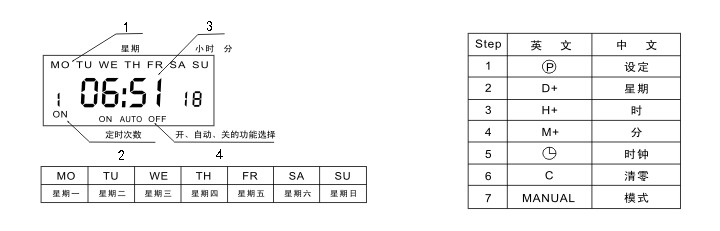 1
3
星期
小时 分
MO TU WE TH FR SA SU
1 06:51 18
ON
ON AUTO OFF
定时次数
开、自动、关的功能选择
2
4
MO TU WE TH FR SA SU
星期一 星期二 星期三 星期四 星期五 星期六 星期日
Step 英 文 中 文
1 Ⓟ 设定
2 D+ 星期
3 H+ 时
4 M+ 分
5 时钟
6 C 清零
7 MANUAL 模式